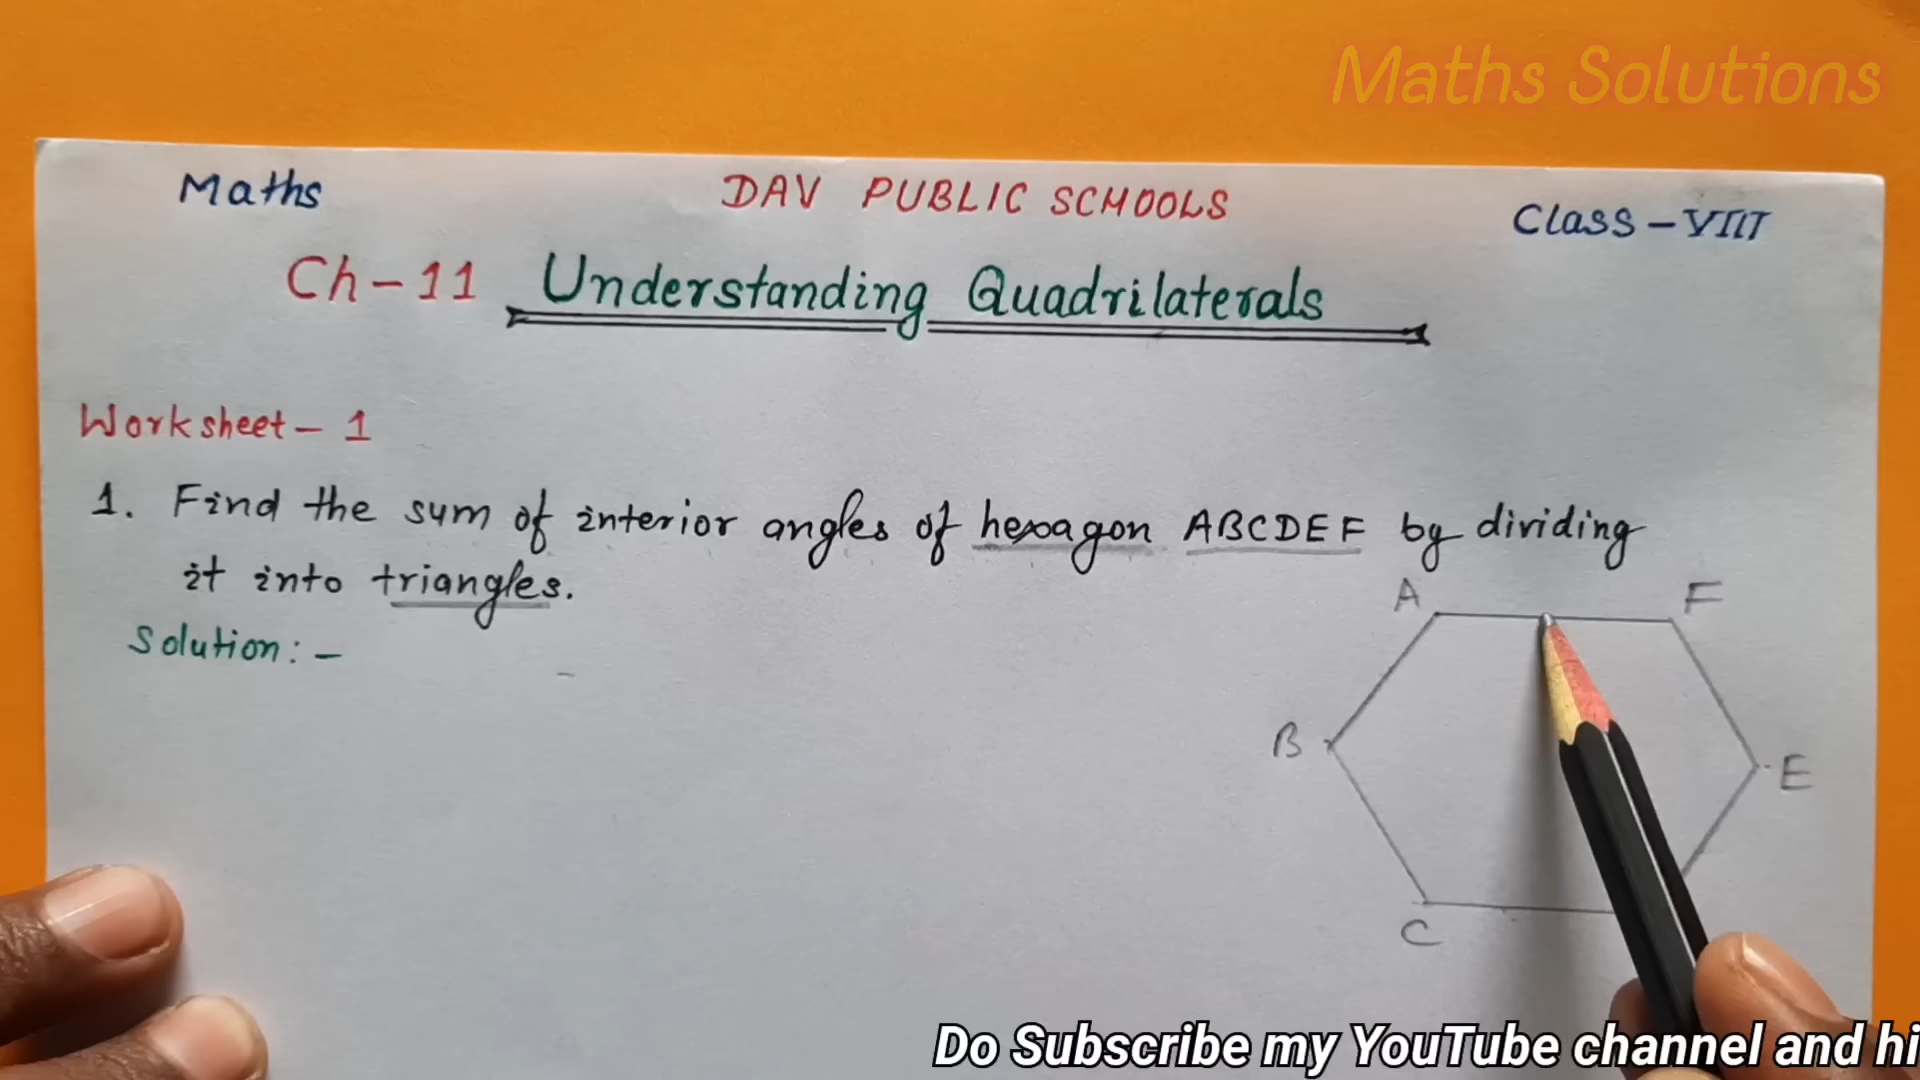 Maths Solutions
Maths DAV PUBLIC SCHOOLS Class-VIII
Ch-11 Understanding Quadrilaterals
Worksheet-1
1. Find the sum of interior angles of hexagon ABCDEF by dividing
it into triangles.
Solution:-
A F
B E
C
Do Subscribe my YouTube channel and hi